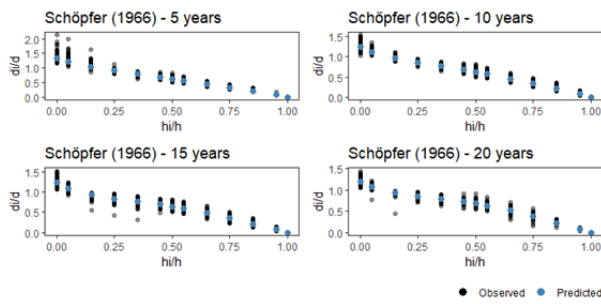 Schöpfer (1966) - 5 years
di/d
2.0
1.5
1.0
0.5
0.0
0.00 0.25 0.50 0.75 1.00
hi/h
Schöpfer (1966) - 10 years
di/d
1.5
1.0
0.5
0.0
0.00 0.25 0.50 0.75 1.00
hi/h
Schöpfer (1966) - 15 years
di/d
1.5
1.0
0.5
0.0
0.00 0.25 0.50 0.75 1.00
hi/h
Schöpfer (1966) - 20 years
di/d
1.5
1.0
0.5
0.0
0.00 0.25 0.50 0.75 1.00
hi/h
Observed Predicted